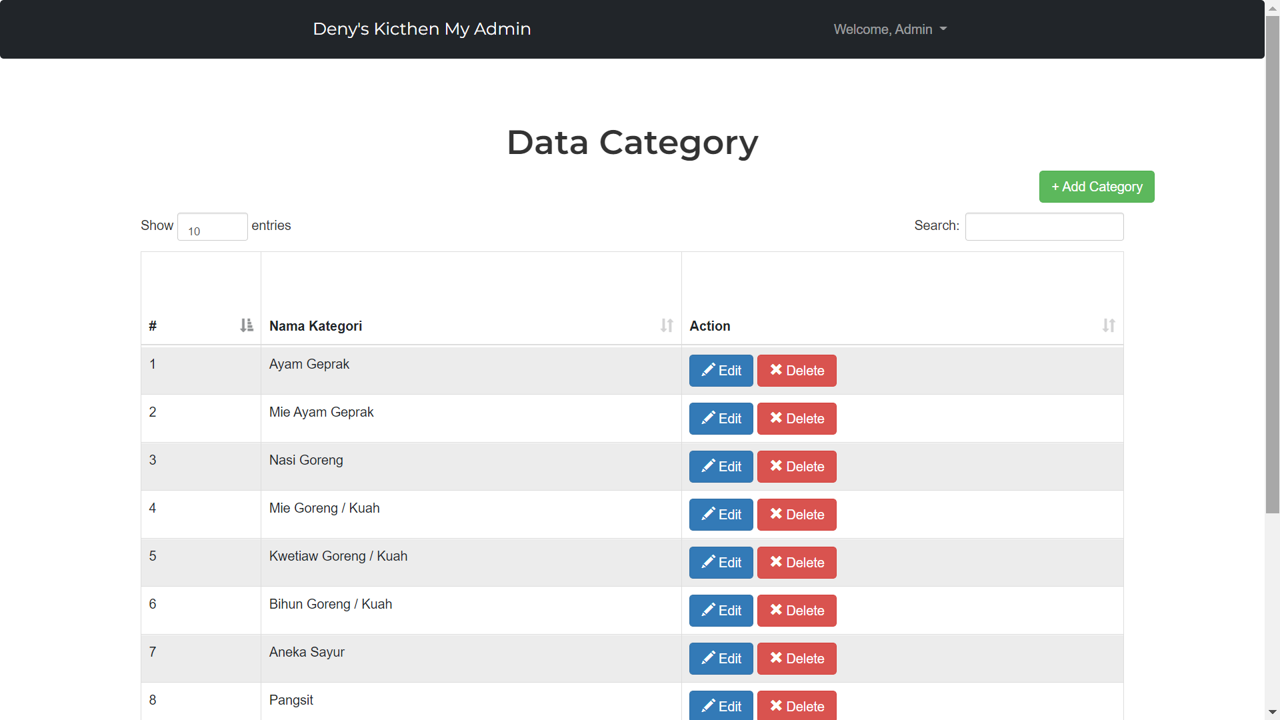 Deny's Kicthen My Admin Welcome, Admin
Data Category
+ Add Category
Show 10 entries Search:
# Nama Kategori Action
1 Ayam Geprak Edit Delete
2 Mie Ayam Geprak Edit Delete
3 Nasi Goreng Edit Delete
4 Mie Goreng / Kuah Edit Delete
5 Kwetiaw Goreng / Kuah Edit Delete
6 Bihun Goreng / Kuah Edit Delete
7 Aneka Sayur Edit Delete
8 Pangsit Edit Delete